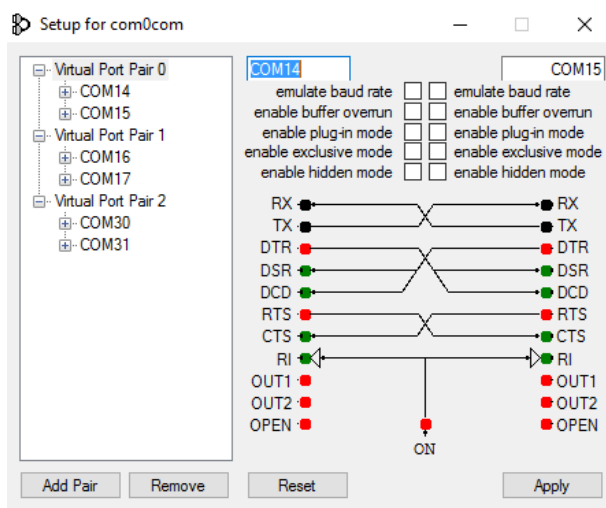 Setup for com0com
Virtual Port Pair 0
COM14
COM15
Virtual Port Pair 1
COM16
COM17
Virtual Port Pair 2
COM30
COM31
COM14 COM15
emulate baud rate emulate baud rate
enable buffer overrun enable buffer overrun
enable plug-in mode enable plug-in mode
enable exclusive mode enable exclusive mode
enable hidden mode enable hidden mode
RX RX
TX TX
DTR DTR
DSR DSR
DCD DCD
RTS RTS
CTS CTS
RI RI
OUT1 OUT1
OUT2 OUT2
OPEN OPEN
ON
Add Pair Remove Reset Apply